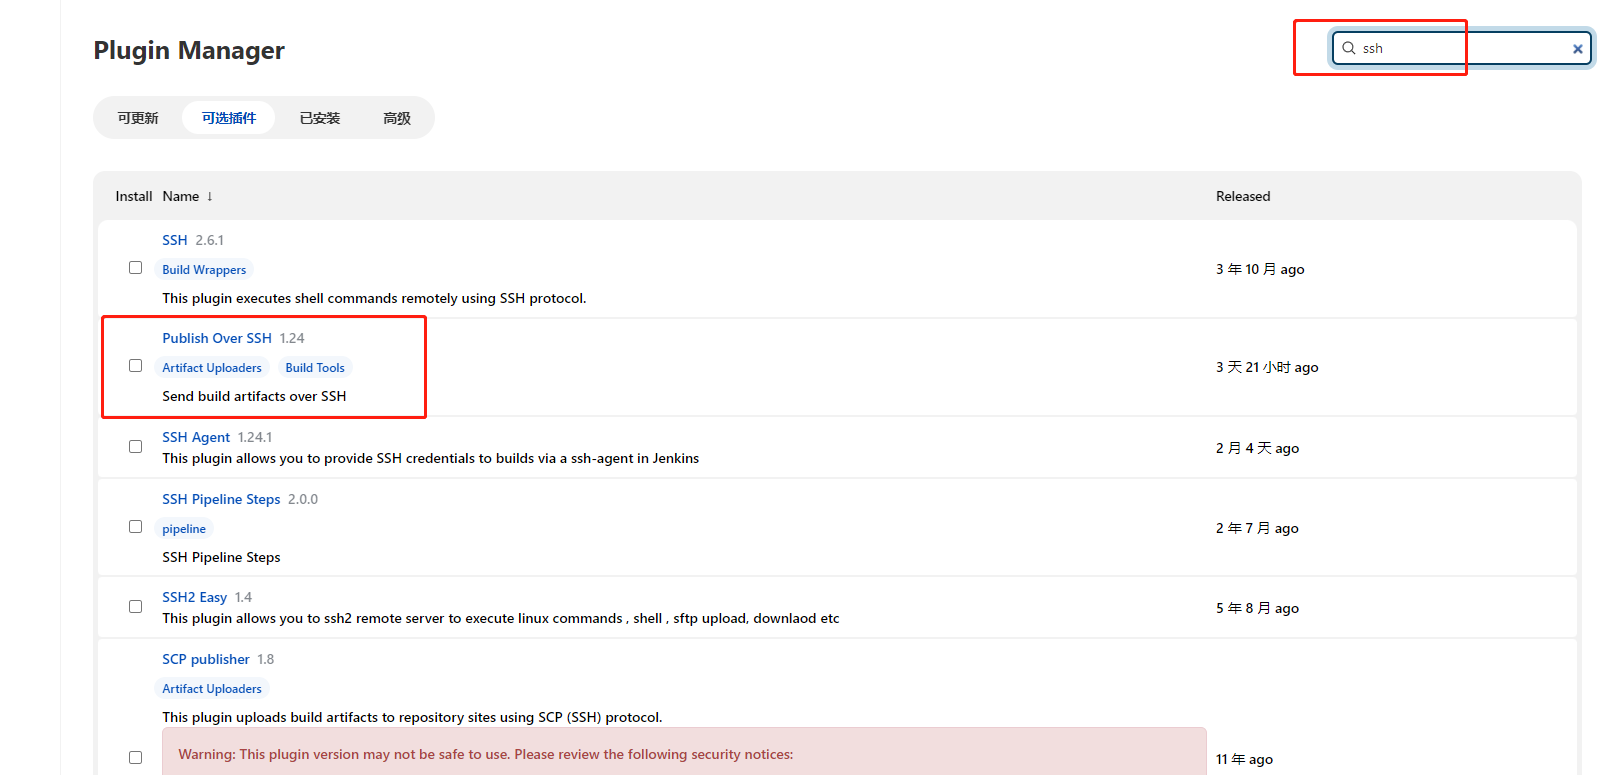 Plugin Manager
ssh
可更新 可选插件 已安装 高级
Install Name ↓ Released
SSH 2.6.1
Build Wrappers
3 年 10 月 ago
This plugin executes shell commands remotely using SSH protocol.
Publish Over SSH 1.24
Artifact Uploaders Build Tools
3 天 21 小时 ago
Send build artifacts over SSH
SSH Agent 1.24.1
2 月 4 天 ago
This plugin allows you to provide SSH credentials to builds via a ssh-agent in Jenkins
SSH Pipeline Steps 2.0.0
pipeline
2 年 7 月 ago
SSH Pipeline Steps
SSH2 Easy 1.4
5 年 8 月 ago
This plugin allows you to ssh2 remote server to execute linux commands , shell , sftp upload, downlaod etc
SCP publisher 1.8
Artifact Uploaders
This plugin uploads build artifacts to repository sites using SCP (SSH) protocol.
Warning: This plugin version may not be safe to use. Please review the following security notices:
11 年 ago